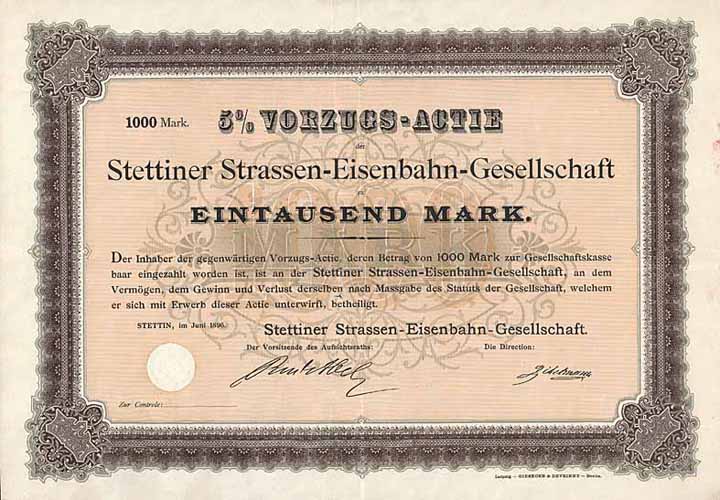 1000 Mark. 5% VORZUGS-ACTIE
der
Stettiner Strassen-Eisenbahn-Gesellschaft
zu
EINTAUSEND MARK.
Der Inhaber der gegenwärtigen Vorzugs-Actie, deren Betrag von 1000 Mark zur Gesellschaftskasse
baar eingezahlt worden ist, ist an der Stettiner Strassen-Eisenbahn-Gesellschaft, an dem
Vermögen, dem Gewinn und Verlust derselben nach Massgabe des Statuts der Gesellschaft, welchem
er sich mit Erwerb dieser Actie unterwirft, betheiligt.
STETTIN, im Juni 1896. Stettiner Strassen-Eisenbahn-Gesellschaft.
Der Vorsitzende des Aufsichtsraths: Die Direction:
Zur Controle:
Leipzig — GIESECKE & DEVRIENT — Berlin.